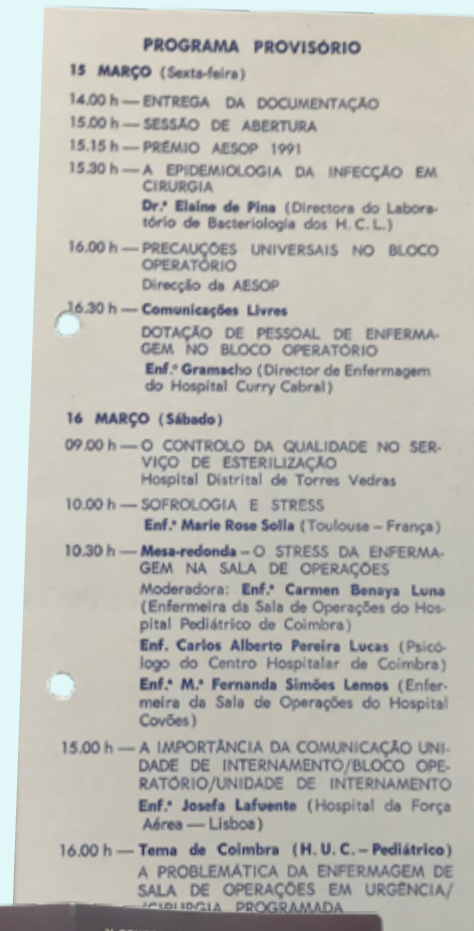 PROGRAMA PROVISÓRIO
15 MARÇO (Sexta-feira)
14.00 h — ENTREGA DA DOCUMENTAÇÃO
15.00 h — SESSÃO DE ABERTURA
15.15 h — PRÉMIO AESOP 1991
15.30 h — A EPIDEMIOLOGIA DA INFECÇÃO EM
CIRURGIA
Dr.ª Elaine de Pina (Directora do Labora-
tório de Bacteriologia dos H. C. L.)
16.00 h — PRECAUÇÕES UNIVERSAIS NO BLOCO
OPERATÓRIO
Direcção da AESOP
16.30 h — Comunicações Livres
DOTAÇÃO DE PESSOAL DE ENFERMA-
GEM NO BLOCO OPERATÓRIO
Enf.º Gramacho (Director de Enfermagem
do Hospital Curry Cabral)
16 MARÇO (Sábado)
09.00 h — O CONTROLO DA QUALIDADE NO SER-
VIÇO DE ESTERILIZAÇÃO
Hospital Distrital de Torres Vedras
10.00 h — SOFROLOGIA E STRESS
Enf.ª Marie Rose Solla (Toulouse – França)
10.30 h — Mesa-redonda – O STRESS DA ENFERMA-
GEM NA SALA DE OPERAÇÕES
Moderadora: Enf.ª Carmen Benaya Luna
(Enfermeira da Sala de Operações do Hos-
pital Pediátrico de Coimbra)
Enf. Carlos Alberto Pereira Lucas (Psicó-
logo do Centro Hospitalar de Coimbra)
Enf.ª M.ª Fernanda Simões Lemos (Enfer-
meira da Sala de Operações do Hospital
Covões)
15.00 h — A IMPORTÂNCIA DA COMUNICAÇÃO UNI-
DADE DE INTERNAMENTO/BLOCO OPE-
RATÓRIO/UNIDADE DE INTERNAMENTO
Enf.ª Josefa Lafuente (Hospital da Força
Aérea — Lisboa)
16.00 h — Tema de Coimbra (H. U. C. – Pediátrico)
A PROBLEMÁTICA DA ENFERMAGEM DE
SALA DE OPERAÇÕES EM URGÊNCIA/
/CIRURGIA PROGRAMADA